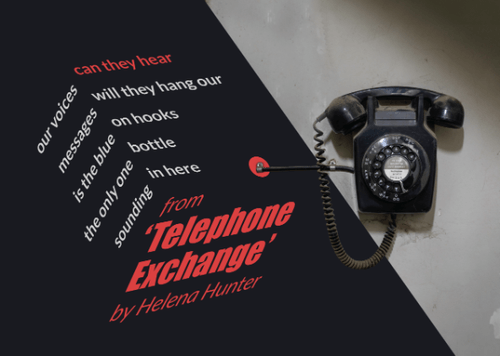 can they hear
our voices
will they hang our
messages
on hooks
is the blue
bottle
the only one
sounding
in here
from
‘Telephone
Exchange’
by Helena Hunter